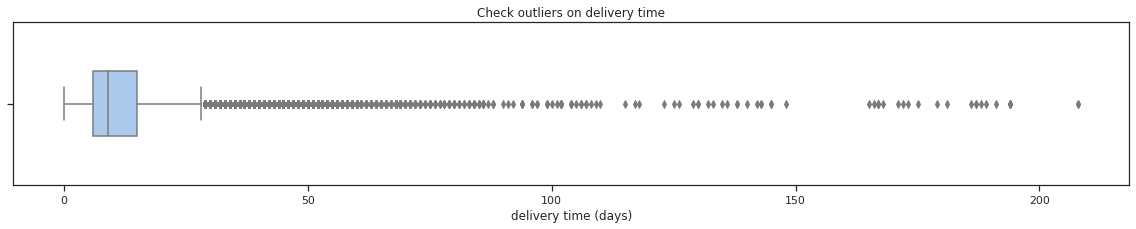 Check outliers on delivery time
0 50 100 150 200
delivery time (days)